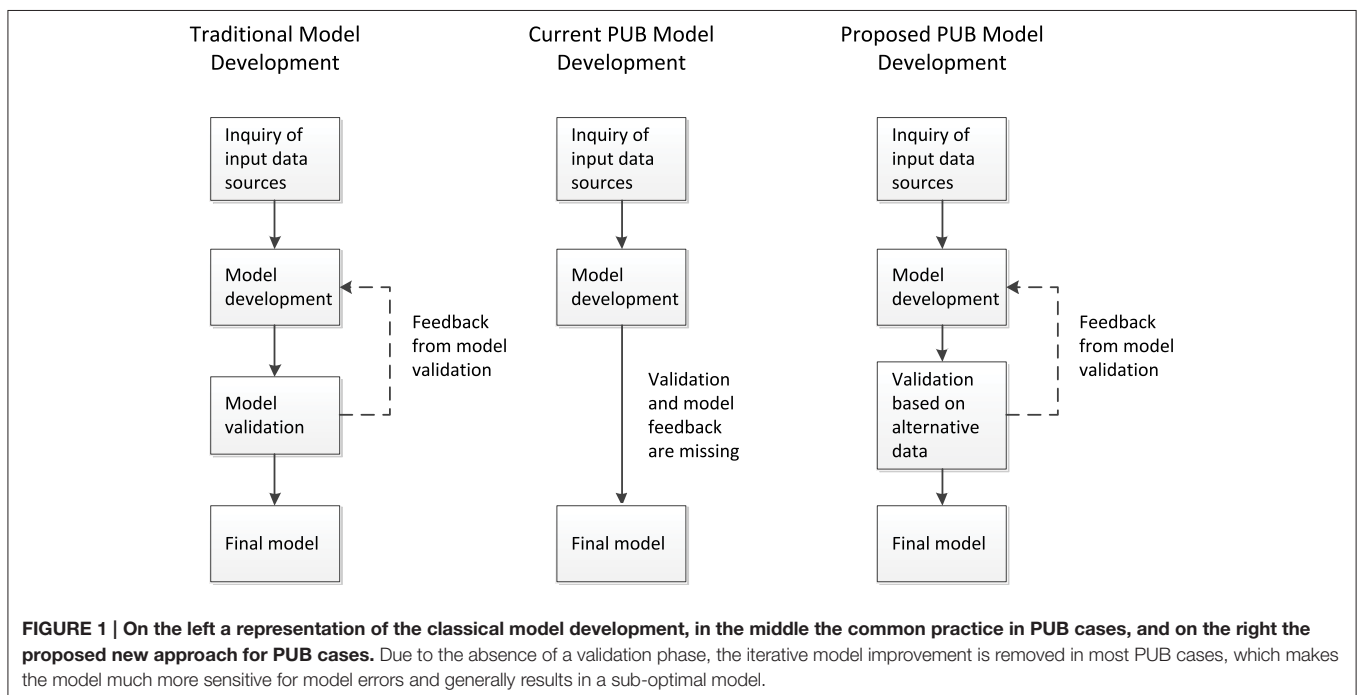 Traditional Model
Development
Current PUB Model
Development
Proposed PUB Model
Development
Inquiry of
input data
sources
Model
development
Feedback
from model
validation
Model
validation
Final model
Inquiry of
input data
sources
Model
development
Validation
and model
feedback
are missing
Final model
Inquiry of
input data
sources
Model
development
Feedback
from model
validation
Validation
based on
alternative
data
Final model
FIGURE 1 | On the left a representation of the classical model development, in the middle the common practice in PUB cases, and on the right the
proposed new approach for PUB cases. Due to the absence of a validation phase, the iterative model improvement is removed in most PUB cases, which makes
the model much more sensitive for model errors and generally results in a sub-optimal model.